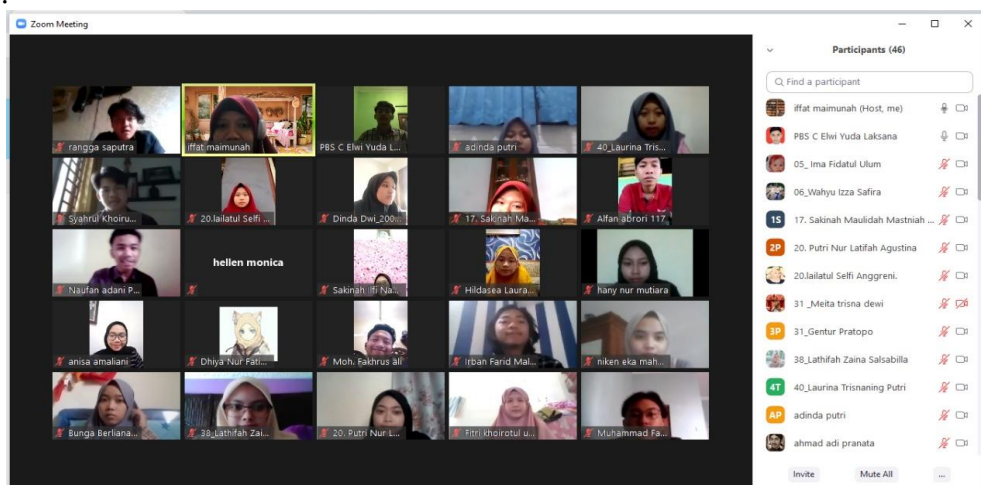 Zoom Meeting
rangga saputra
iffat maimunah
PBS C Elwi Yuda L...
adinda putri
40_Laurina Tris...
Syahrul Khoiru...
20.lailatul Selfi ...
Dinda Dwi_200...
17. Sakinah Ma...
Alfan abrori 117
Naufan adani P...
hellen monica
Sakinah Ilfi Na...
Hildasea Laura...
hany nur mutiara
anisa amaliani
Dhiya Nur Fati...
Moh. Fakhrus ali
Irban Farid Mal...
niken eka mah...
Bunga Berliana...
38_Lathifah Zai...
20. Putri Nur L...
Fitri khoirotul u...
Muhammad Fa...
Participants (46)
Find a participant
iffat maimunah (Host, me)
PBS C Elwi Yuda Laksana
05_ Ima Fidatul Ulum
06_Wahyu Izza Safira
1S 17. Sakinah Maulidah Mastniah ...
2P 20. Putri Nur Latifah Agustina
20.lailatul Selfi Anggreni.
31 _Meita trisna dewi
3P 31_Gentur Pratopo
38_Lathifah Zaina Salsabilla
4T 40_Laurina Trisnaning Putri
AP adinda putri
ahmad adi pranata
Invite Mute All ...